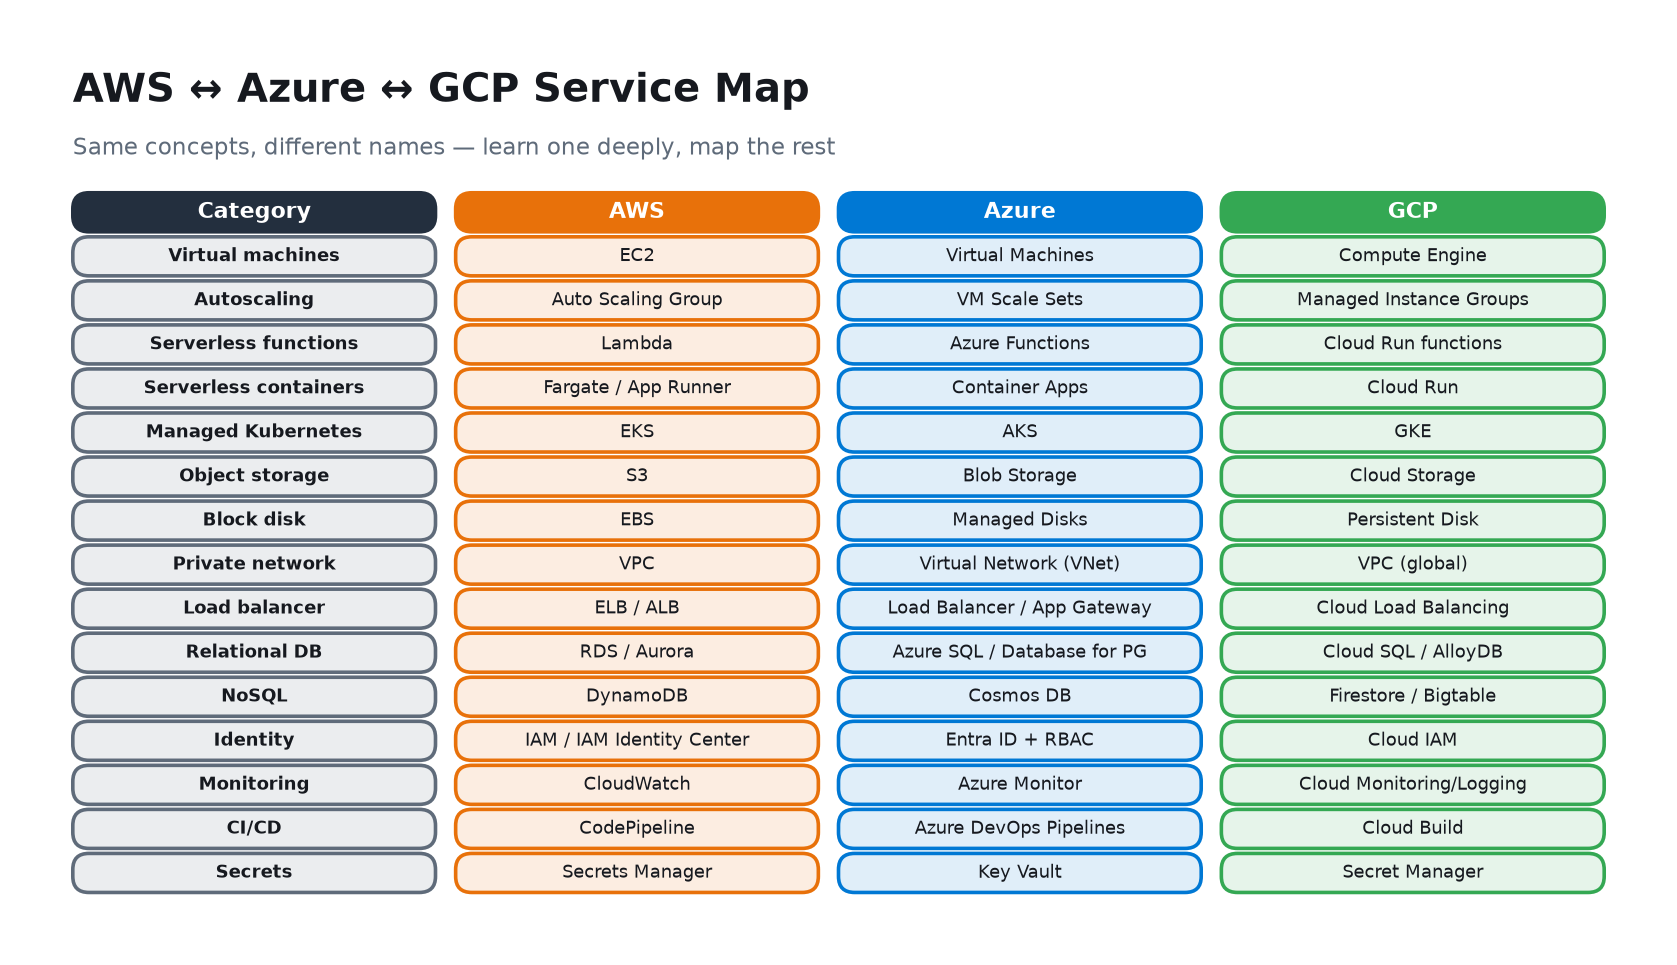 AWS ↔ Azure ↔ GCP Service Map
Same concepts, different names — learn one deeply, map the rest
Category AWS Azure GCP
Virtual machines EC2 Virtual Machines Compute Engine
Autoscaling Auto Scaling Group VM Scale Sets Managed Instance Groups
Serverless functions Lambda Azure Functions Cloud Run functions
Serverless containers Fargate / App Runner Container Apps Cloud Run
Managed Kubernetes EKS AKS GKE
Object storage S3 Blob Storage Cloud Storage
Block disk EBS Managed Disks Persistent Disk
Private network VPC Virtual Network (VNet) VPC (global)
Load balancer ELB / ALB Load Balancer / App Gateway Cloud Load Balancing
Relational DB RDS / Aurora Azure SQL / Database for PG Cloud SQL / AlloyDB
NoSQL DynamoDB Cosmos DB Firestore / Bigtable
Identity IAM / IAM Identity Center Entra ID + RBAC Cloud IAM
Monitoring CloudWatch Azure Monitor Cloud Monitoring/Logging
CI/CD CodePipeline Azure DevOps Pipelines Cloud Build
Secrets Secrets Manager Key Vault Secret Manager